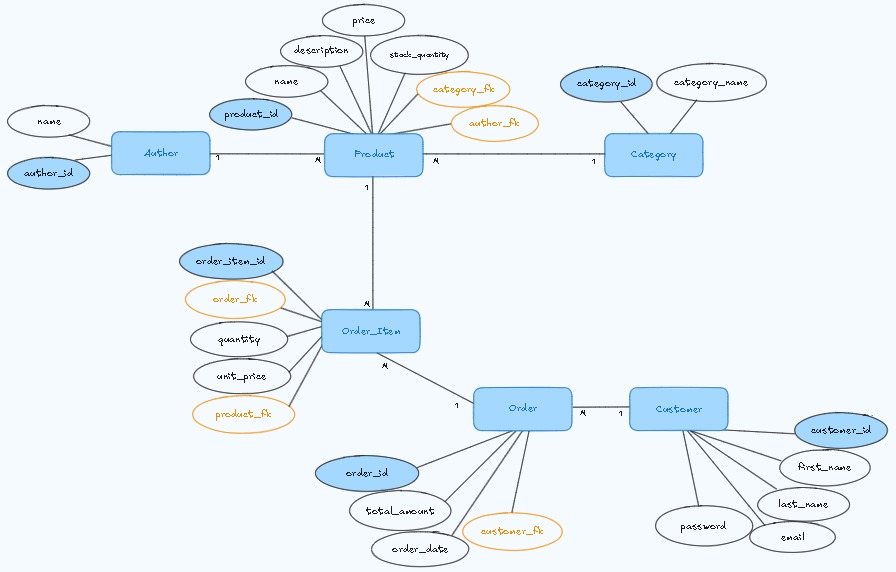 price
description
stock_quantity
name
category_fk
category_id
category_name
product_id
author_fk
name
Author
1
M
Product
M
1
Category
author_id
1
order_item_id
order_fk
M
quantity
Order_Item
unit_price
M
product_fk
1
Order
M
1
Customer
customer_id
order_id
first_name
total_amount
last_name
customer_fk
password
email
order_date